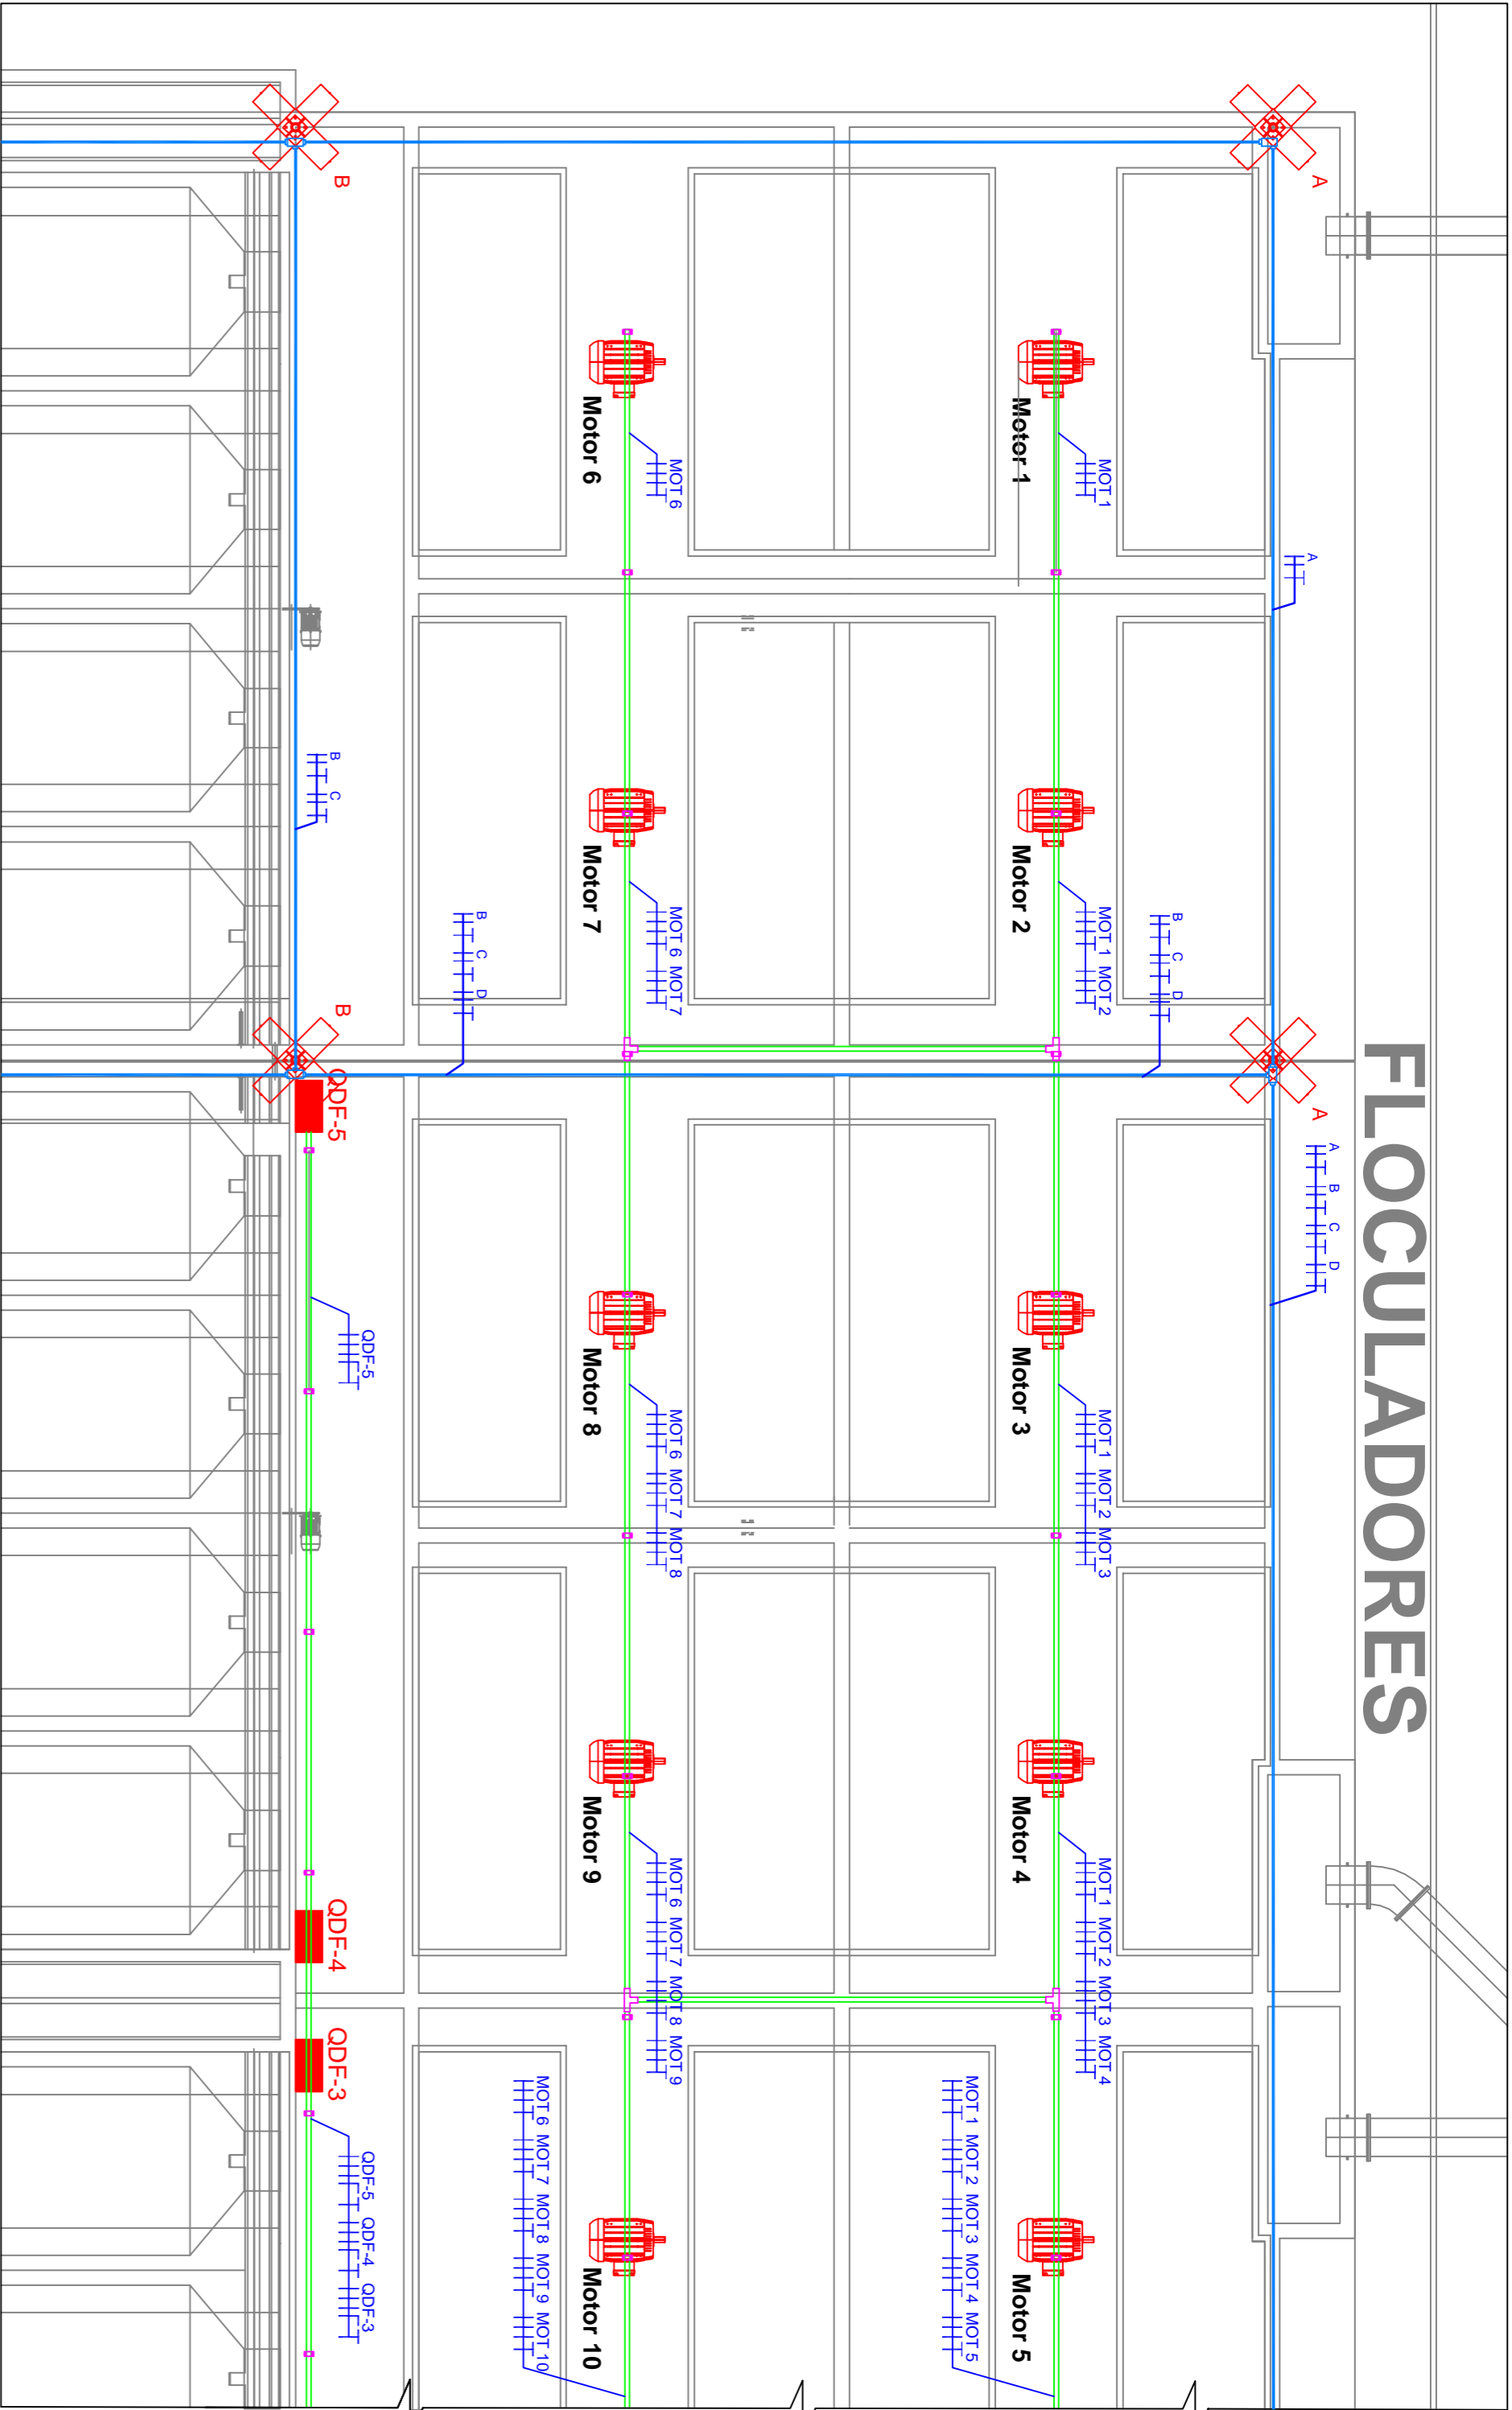 FLOCULADORES
A
A
A
A B C D
MOT 1
MOT 1 MOT 2
B C D
MOT 1 MOT 2 MOT 3
MOT 1 MOT 2 MOT 3 MOT 4
Motor 1
Motor 2
Motor 3
Motor 4
Motor 5
MOT 1 MOT 2 MOT 3 MOT 4 MOT 5
MOT 6
MOT 6 MOT 7
MOT 6 MOT 7 MOT 8
MOT 6 MOT 7 MOT 8 MOT 9
Motor 6
Motor 7
Motor 8
Motor 9
Motor 10
MOT 6 MOT 7 MOT 8 MOT 9 MOT 10
B C D
QDF-5
QDF-5 QDF-4 QDF-3
B
B C
B
QDF-5
QDF-4
QDF-3